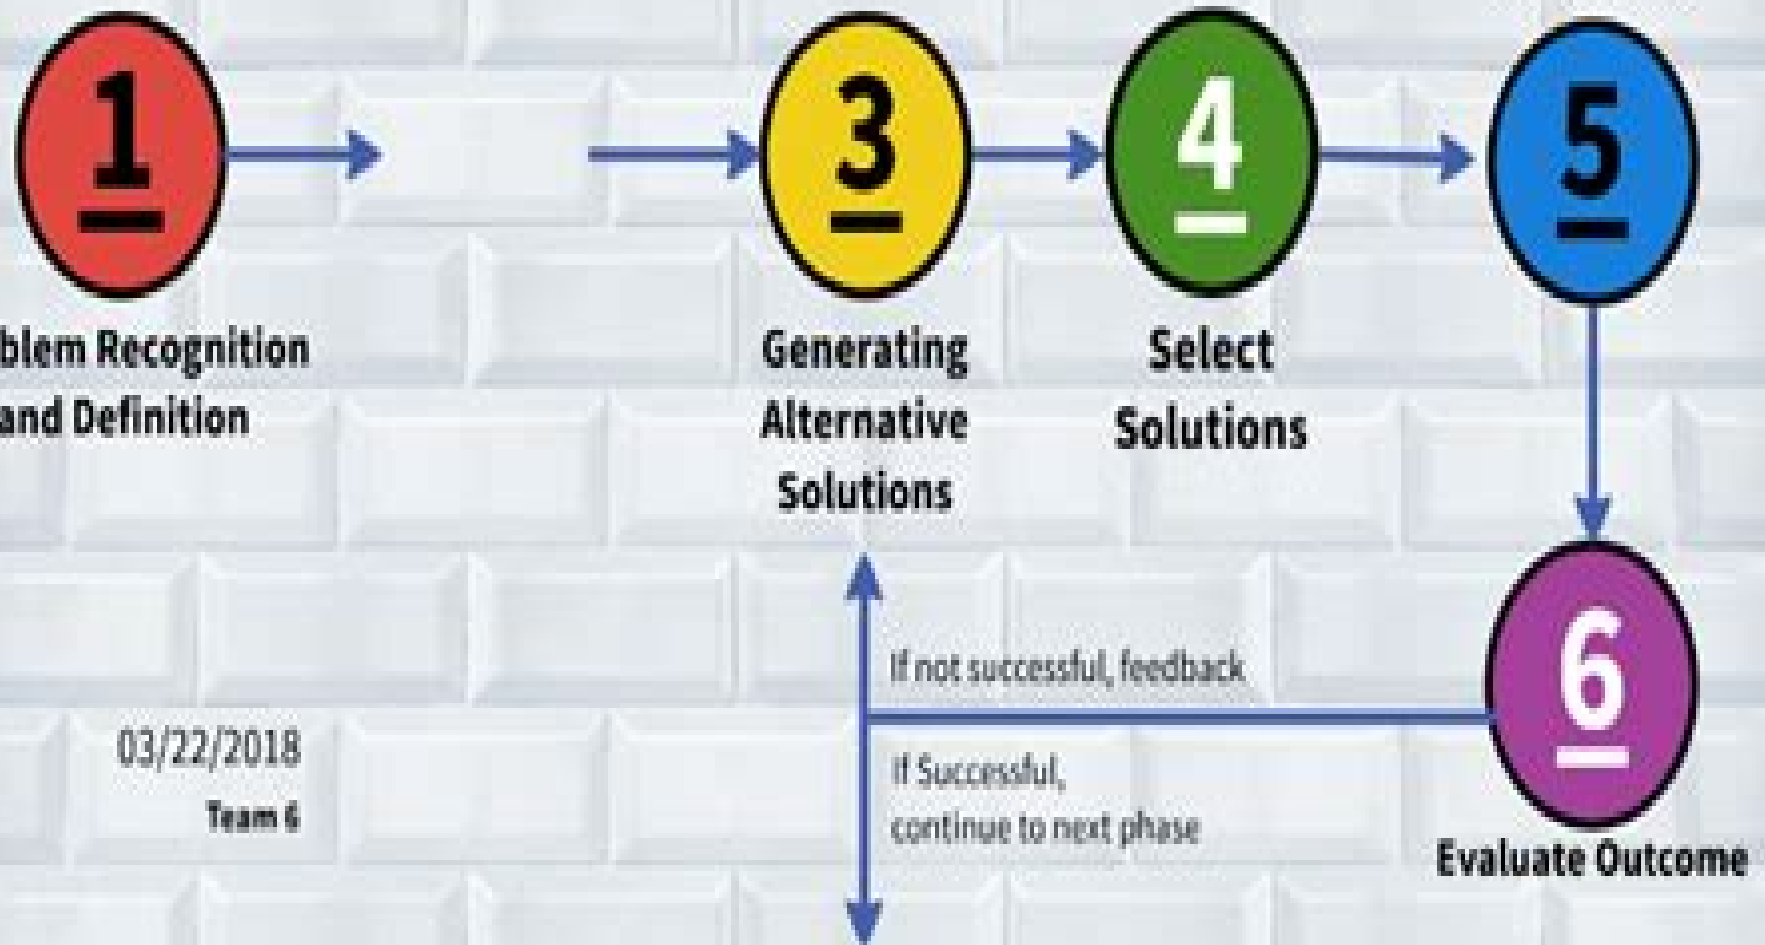 1
3
4
5
blem Recognition
and Definition
Generating
Alternative
Solutions
Select
Solutions
6
Evaluate Outcome
If not successful, feedback
If Successful,
continue to next phase
03/22/2018
Team 6